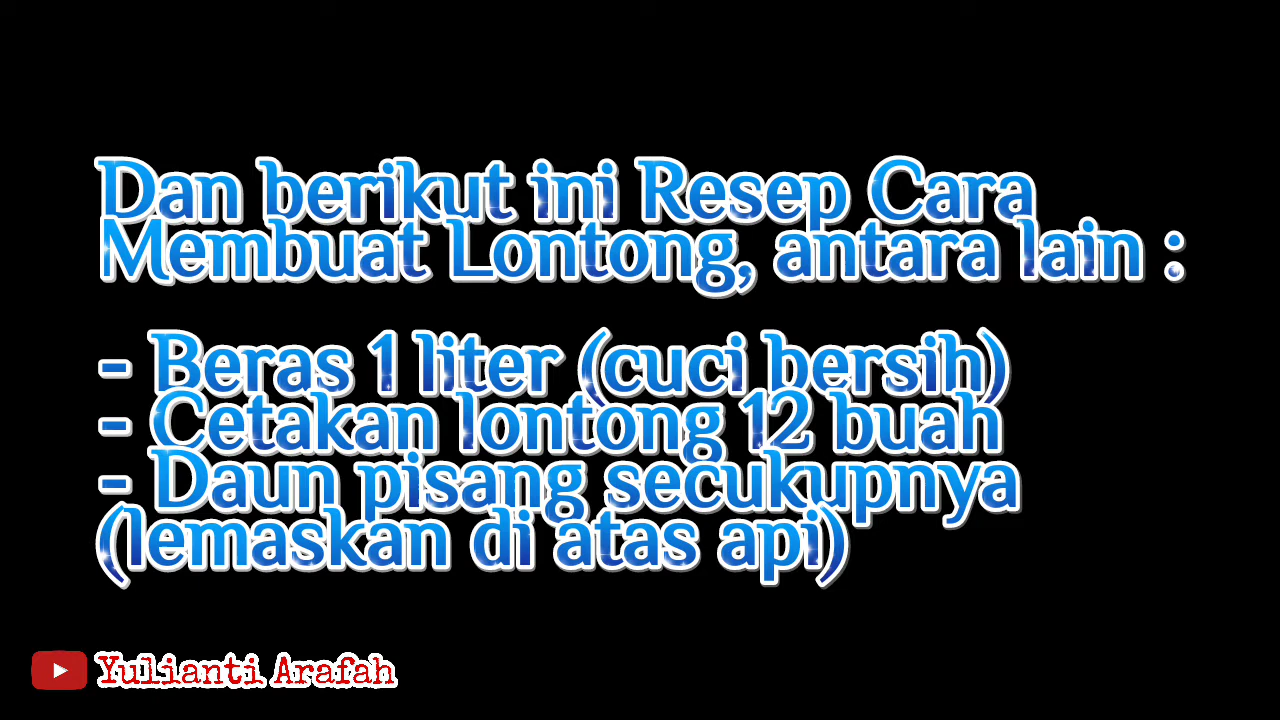 Dan berikut ini Resep Cara
Membuat Lontong, antara lain :
- Beras 1 liter (cuci bersih)
- Cetakan lontong 12 buah
- Daun pisang secukupnya
(lemaskan di atas api)
Yulianti Arafah